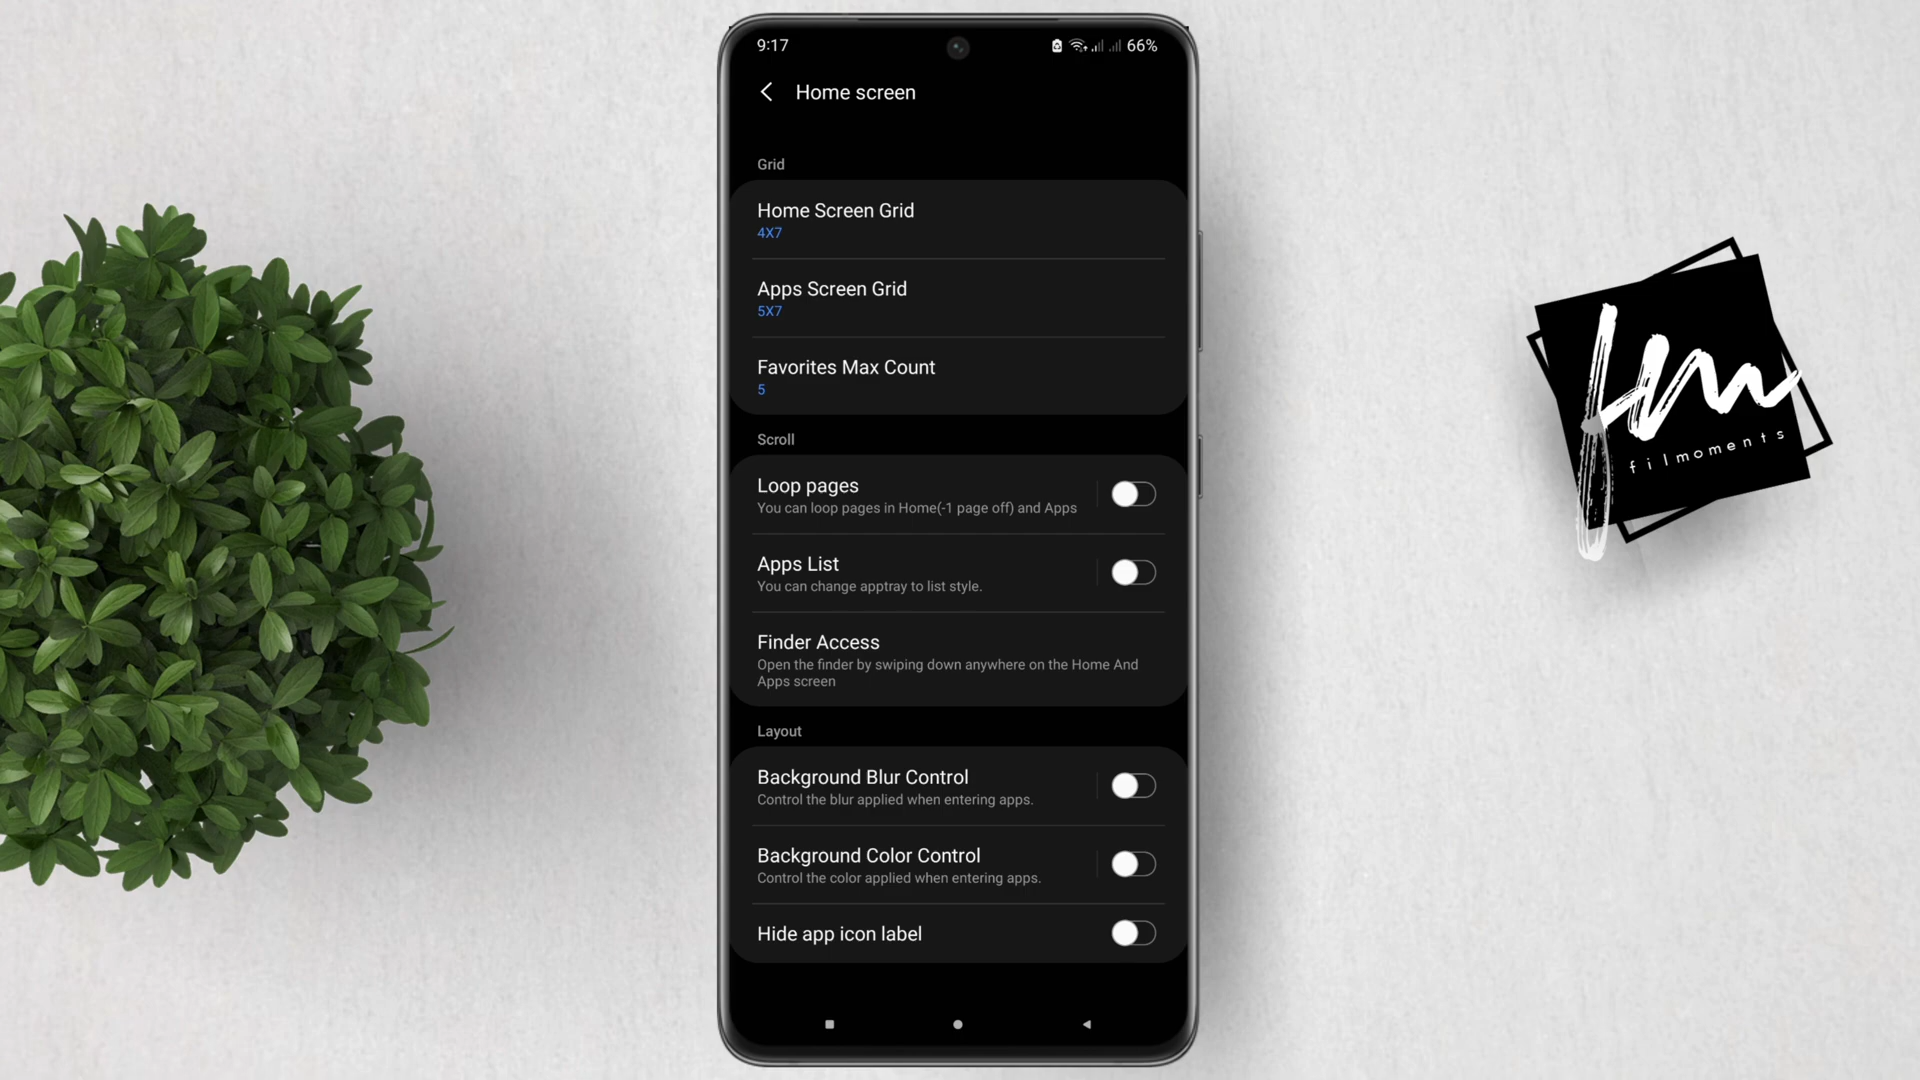 9:17
66%
Home screen
Grid
Home Screen Grid
4X7
Apps Screen Grid
5X7
Favorites Max Count
5
Scroll
Loop pages
You can loop pages in Home(-1 page off) and Apps
Apps List
You can change apptray to list style.
Finder Access
Open the finder by swiping down anywhere on the Home And
Apps screen
Layout
Background Blur Control
Control the blur applied when entering apps.
Background Color Control
Control the color applied when entering apps.
Hide app icon label
fm
filmoments